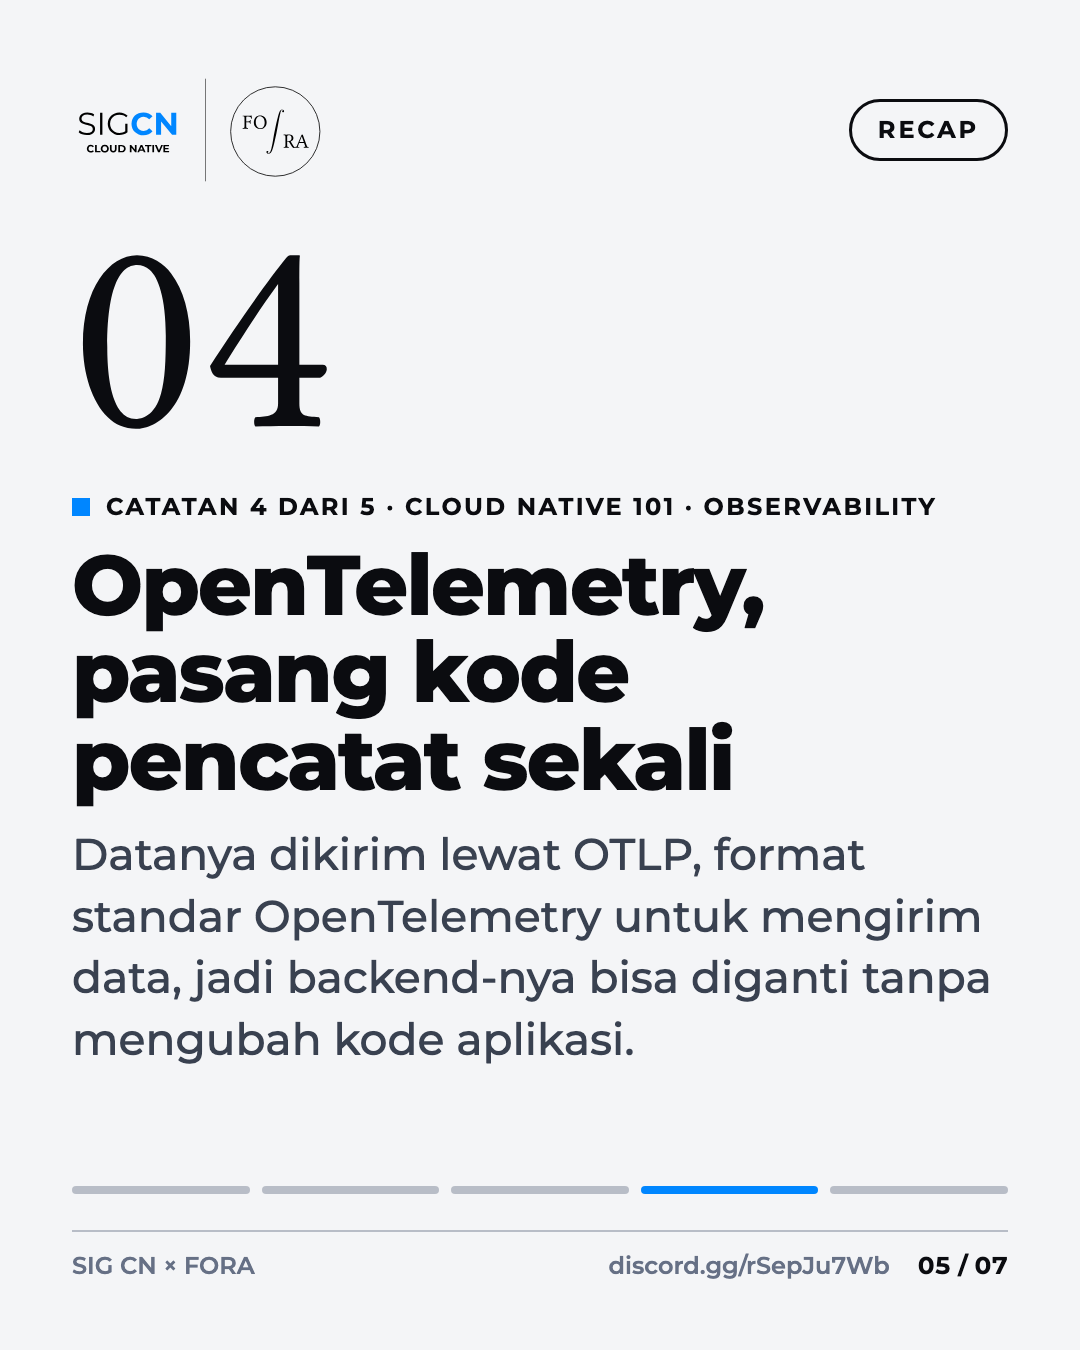 SIGCN
CLOUD NATIVE
FO
RA
RECAP
04
CATATAN 4 DARI 5 · CLOUD NATIVE 101 · OBSERVABILITY
OpenTelemetry,
pasang kode
pencatat sekali
Datanya dikirim lewat OTLP, format
standar OpenTelemetry untuk mengirim
data, jadi backend-nya bisa diganti tanpa
mengubah kode aplikasi.
SIG CN × FORA
discord.gg/rSepJu7Wb
05 / 07